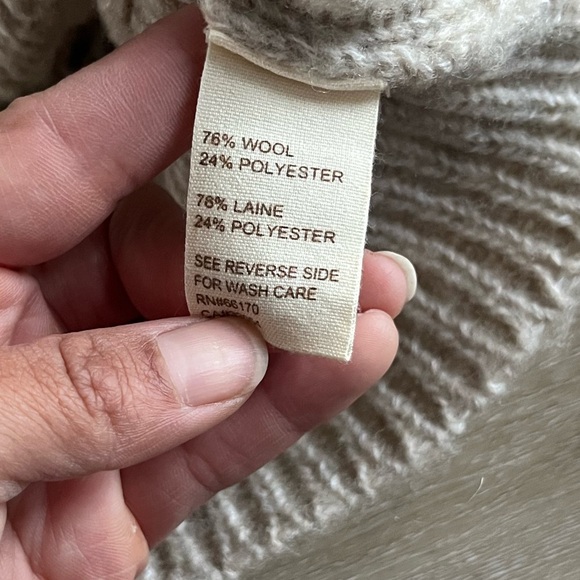 76% WOOL
24% POLYESTER
76% LAINE
24% POLYESTER
SEE REVERSE SIDE
FOR WASH CARE
RN#66170